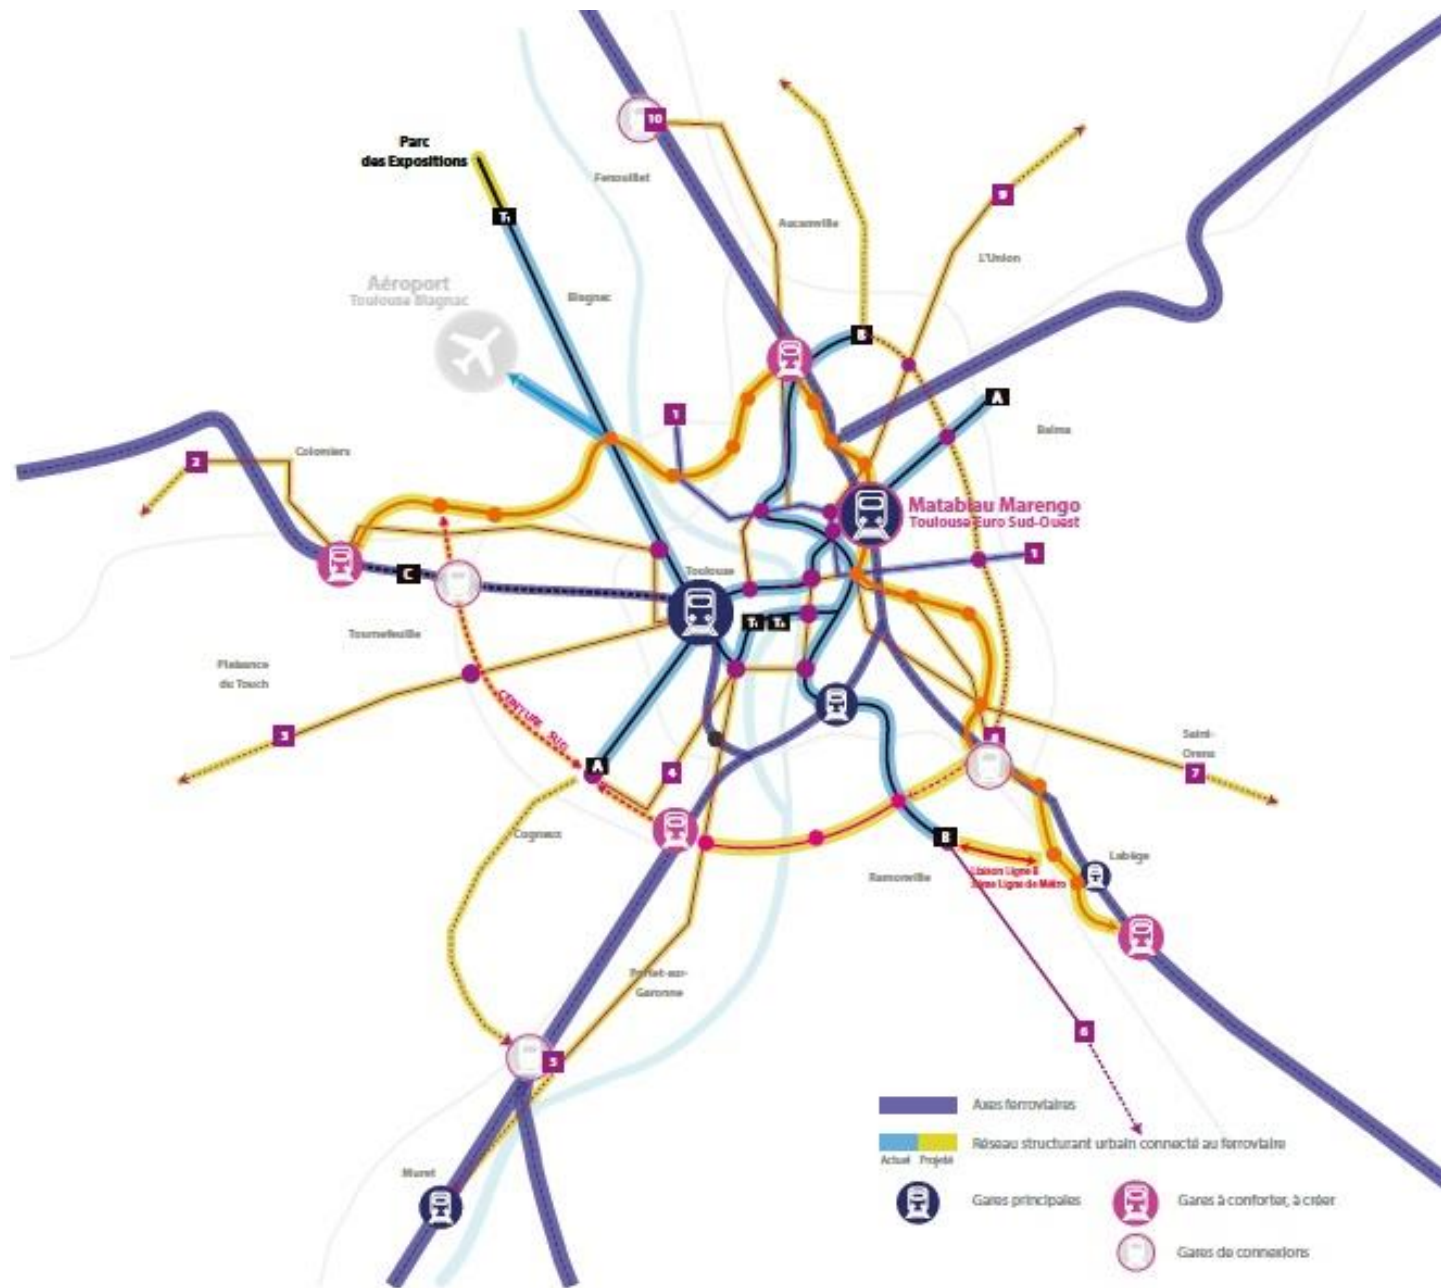 10
Parc
des Expositions
T1
Fenouillet
Aucamville
9
L'Union
Aéroport
Toulouse Blagnac
Blagnac
B
A
1
Balma
Colomiers
2
Matabiau Marengo
Toulouse Euro Sud-Ouest
1
C
Toulouse
Tournefeuille
T1
Plaisance
du Touch
CEINTURE SUD
3
A
4
Saint-
Orens
7
Cugnaux
B
Ramonville
Labège
Liaison Ligne B
3ème Ligne de Métro
Portet-sur-
Garonne
5
6
Muret
Axes ferroviaires
Réseau structurant urbain connecté au ferroviaire
Actuel Projeté
Gares principales
Gares à conforter, à créer
Gares de connexions